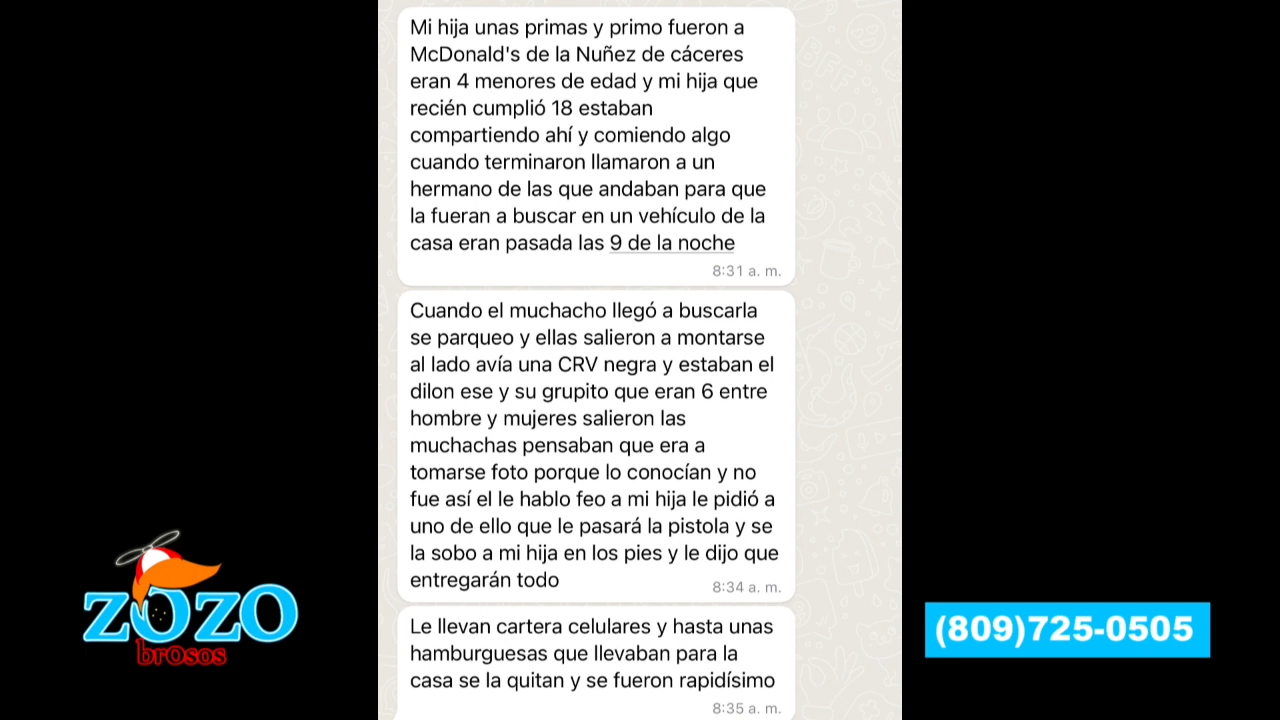 Mi hija unas primas y primo fueron a
McDonald's de la Nuñez de cáceres
eran 4 menores de edad y mi hija que
recién cumplió 18 estaban
compartiendo ahí y comiendo algo
cuando terminaron llamaron a un
hermano de las que andaban para que
la fueran a buscar en un vehículo de la
casa eran pasada las 9 de la noche
8:31 a. m.
Cuando el muchacho llegó a buscarla
se parqueo y ellas salieron a montarse
al lado avía una CRV negra y estaban el
dilon ese y su grupito que eran 6 entre
hombre y mujeres salieron las
muchachas pensaban que era a
tomarse foto porque lo conocían y no
fue así el le hablo feo a mi hija le pidió a
uno de ello que le pasará la pistola y se
la sobo a mi hija en los pies y le dijo que
entregarán todo
8:34 a. m.
Le llevan cartera celulares y hasta unas
hamburguesas que llevaban para la
casa se la quitan y se fueron rapidísimo
8:35 a. m.
zozo
brOsos
(809)725-0505